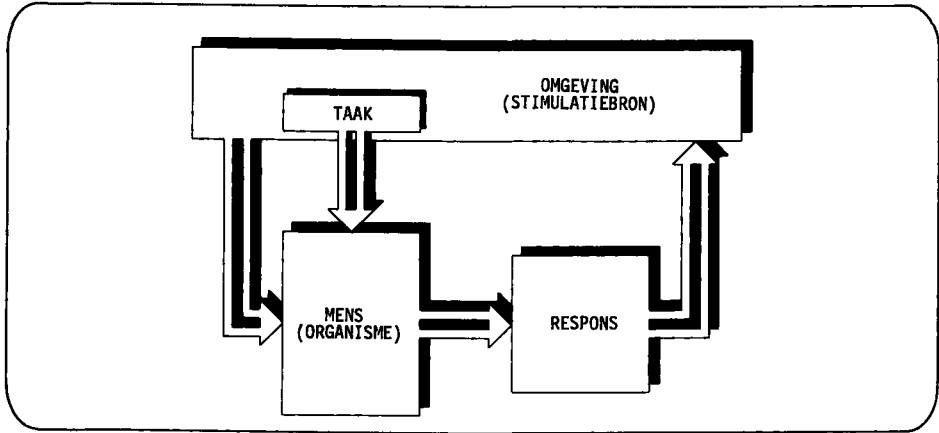 OMGEVING
(STIMULATIEBRON)
TAAK
MENS
(ORGANISME)
RESPONS